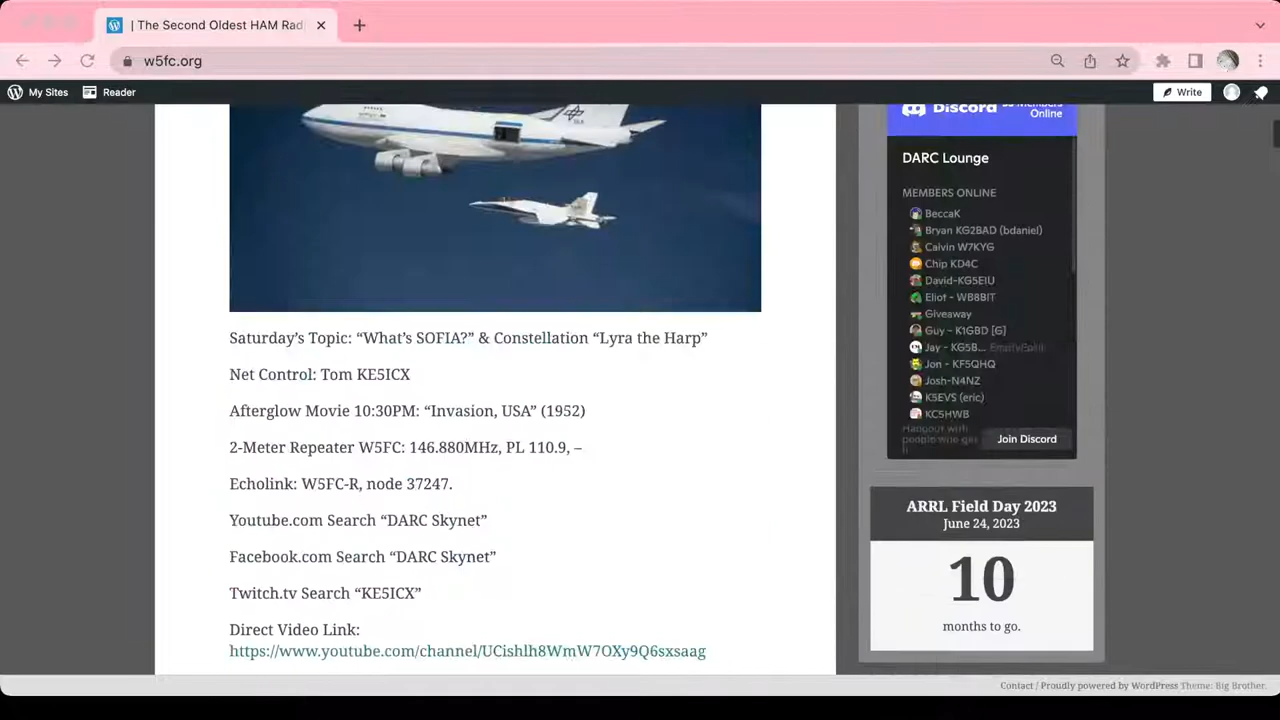 | The Second Oldest HAM Rad
w5fc.org
My Sites
Reader
Write
Saturday’s Topic: “What’s SOFIA?” & Constellation “Lyra the Harp”
Net Control: Tom KE5ICX
Afterglow Movie 10:30PM: “Invasion, USA” (1952)
2-Meter Repeater W5FC: 146.880MHz, PL 110.9, –
Echolink: W5FC-R, node 37247.
Youtube.com Search “DARC Skynet”
Facebook.com Search “DARC Skynet”
Twitch.tv Search “KE5ICX”
Direct Video Link:
https://www.youtube.com/channel/UCishlh8WmW7OXy9Q6sxsaag
Discord
Members
Online
DARC Lounge
MEMBERS ONLINE
BeccaK
Bryan KG2BAD (bdaniel)
Calvin W7KYG
Chip KD4C
David-KG5EIU
Eliot - WB8BIT
Giveaway
Guy - K1GBD [G]
Jay - KG5B...
Jon - KF5QHQ
Josh-N4NZ
K5EVS (eric)
KC5HWB
Hangout with
people who get
Join Discord
ARRL Field Day 2023
June 24, 2023
10
months to go.
Contact / Proudly powered by WordPress Theme: Big Brother.